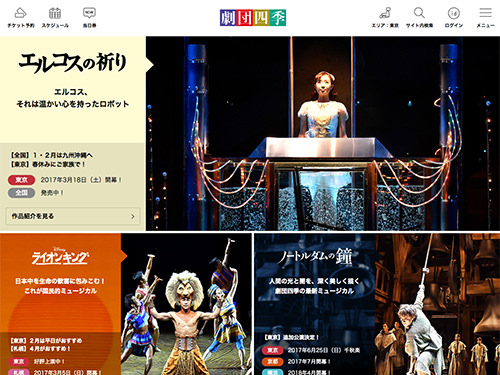 チケット予約
スケジュール
当日券
劇団四季
エリア：東京
サイト内検索
ログイン
メニュー
エルコスの祈り
エルコス、
それは温かい心を持ったロボット
【全国】1・2月は九州沖縄へ
【東京】春休みにご家族で！
東京 2017年3月18日（土）開幕！
全国 発売中！
作品紹介を見る
Disney
ライオンキング
日本中を生命の歓喜に包みこむ！
これが国民的ミュージカル
【東京】2月は平日がおすすめ
【札幌】4月がおすすめ！
東京 好評上演中！
札幌 2017年3月5日（日）開幕！
ノートルダムの鐘
人間の光と闇を、深く美しく描く
劇団四季の最新ミュージカル
【東京】追加公演決定！
東京 2017年6月25日（日）千秋楽
京都 2017年7月開幕！
横浜 2018年4月開幕！